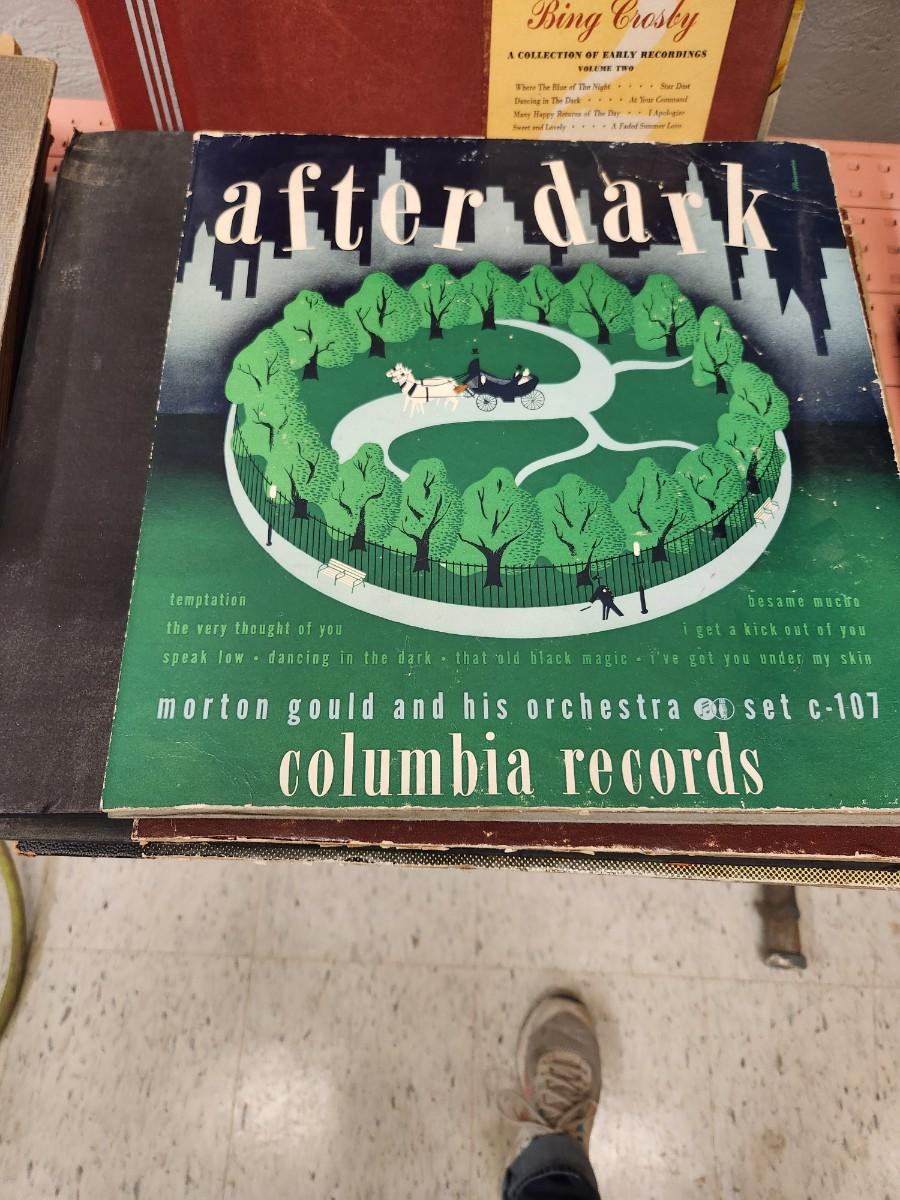 Bing Crosby
A COLLECTION OF EARLY RECORDINGS
VOLUME TWO
Where The Blue of The Night · · · · Star Dust
Dancing in The Dark · · · · At Your Command
Many Happy Returns of The Day · · I Apologize
Sweet and Lovely · · · · A Faded Summer Love
after dark
temptation
besame mucho
the very thought of you
i get a kick out of you
speak low • dancing in the dark • that old black magic • i've got you under my skin
morton gould and his orchestra set c-107
columbia records